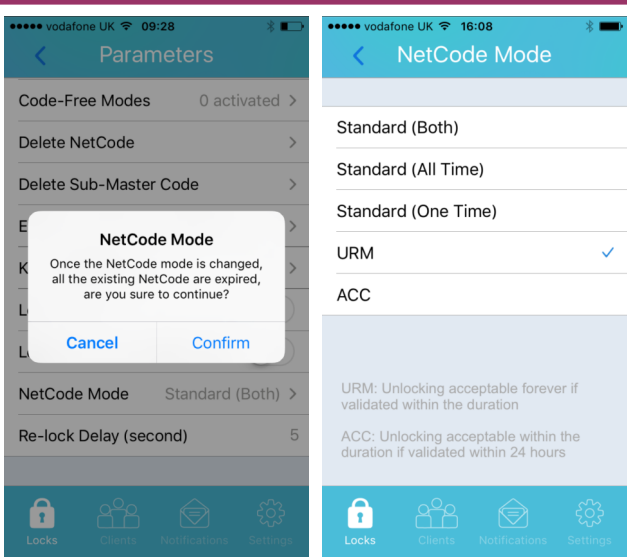 vodafone UK 09:28
Parameters
Code-Free Modes 0 activated >
Delete NetCode >
Delete Sub-Master Code >
E >
NetCode Mode
Once the NetCode mode is changed,
all the existing NetCode are expired,
are you sure to continue?
K >
L
Cancel Confirm
L
NetCode Mode Standard (Both) >
Re-lock Delay (second) 5
Locks Clients Notifications Settings
vodafone UK 16:08
NetCode Mode
Standard (Both)
Standard (All Time)
Standard (One Time)
URM ✓
ACC
URM: Unlocking acceptable forever if
validated within the duration
ACC: Unlocking acceptable within the
duration if validated within 24 hours
Locks Clients Notifications Settings